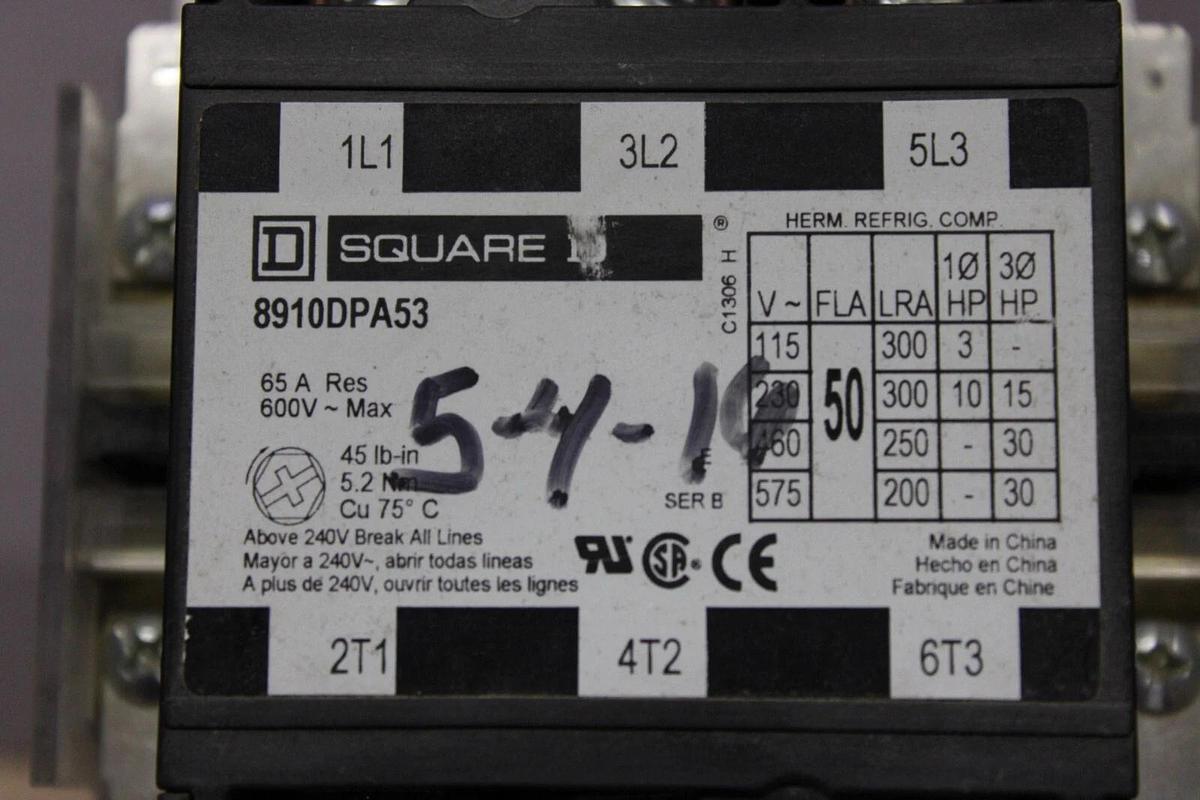 1L1 3L2 5L3
D SQUARE D ®
8910DPA53
C1306 H
HERM. REFRIG. COMP.
V ~ FLA LRA 1Ø HP 3Ø HP
115 50 300 3 -
230 300 10 15
460 250 - 30
575 200 - 30
65 A Res
600V ~ Max
45 lb-in
5.2 Nm
Cu 75° C
SER B
Above 240V Break All Lines
Mayor a 240V~, abrir todas lineas
A plus de 240V, ouvrir toutes les lignes
SA ® CE
Made in China
Hecho en China
Fabrique en Chine
2T1 4T2 6T3